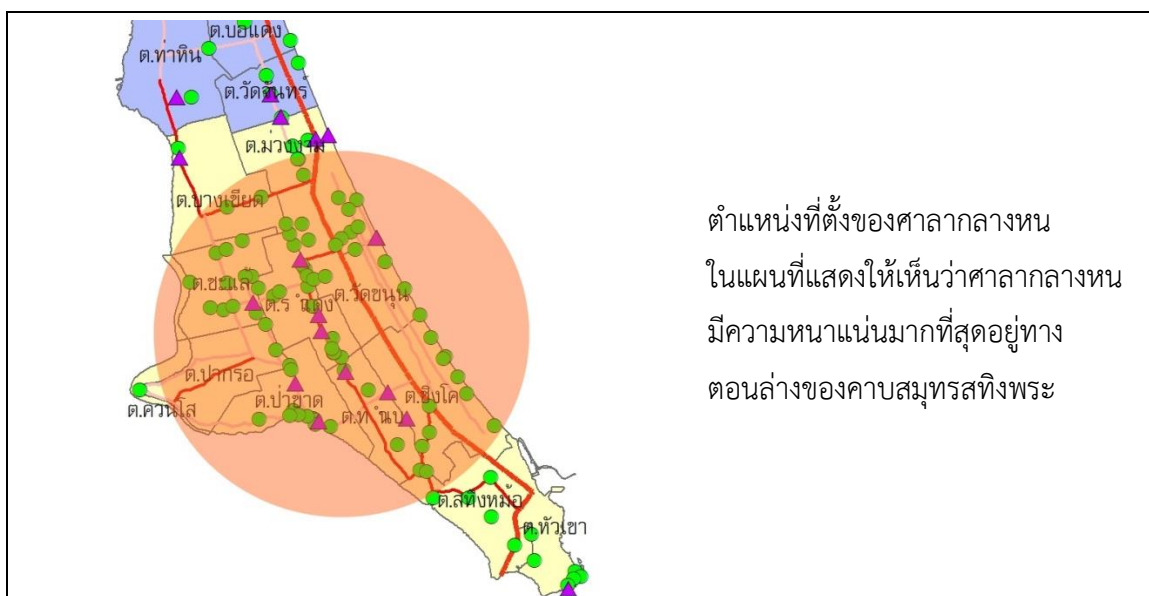 ต.บ่อแดง
ต.ท่าหิน
ต.วัดจันทร์
ต.ม่วงงาม
ต.บางเขียด
ต.ชะแล้
ต.วัดขนุน
ต.ร ำแดง
ต.ปากรอ
ต.ป่าขาด
ต.ชิงโค
ต.ควนโส
ต.ท ำนบ
ต.สทิงหม้อ
ต.หัวเขา
ตำแหน่งที่ตั้งของศาลากลางหน
ในแผนที่แสดงให้เห็นว่าศาลากลางหน
มีความหนาแน่นมากที่สุดอยู่ทาง
ตอนล่างของคาบสมุทรสทิงพระ